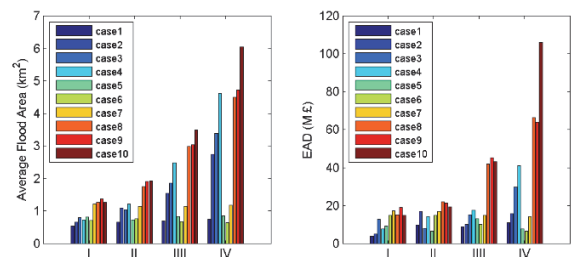 7
6
5
4
3
2
1
0
Average Flood Area (km²)
case1
case2
case3
case4
case5
case6
case7
case8
case9
case10
I II IIII IV
120
100
80
60
40
20
0
EAD (M £)
case1
case2
case3
case4
case5
case6
case7
case8
case9
case10
I II IIII IV